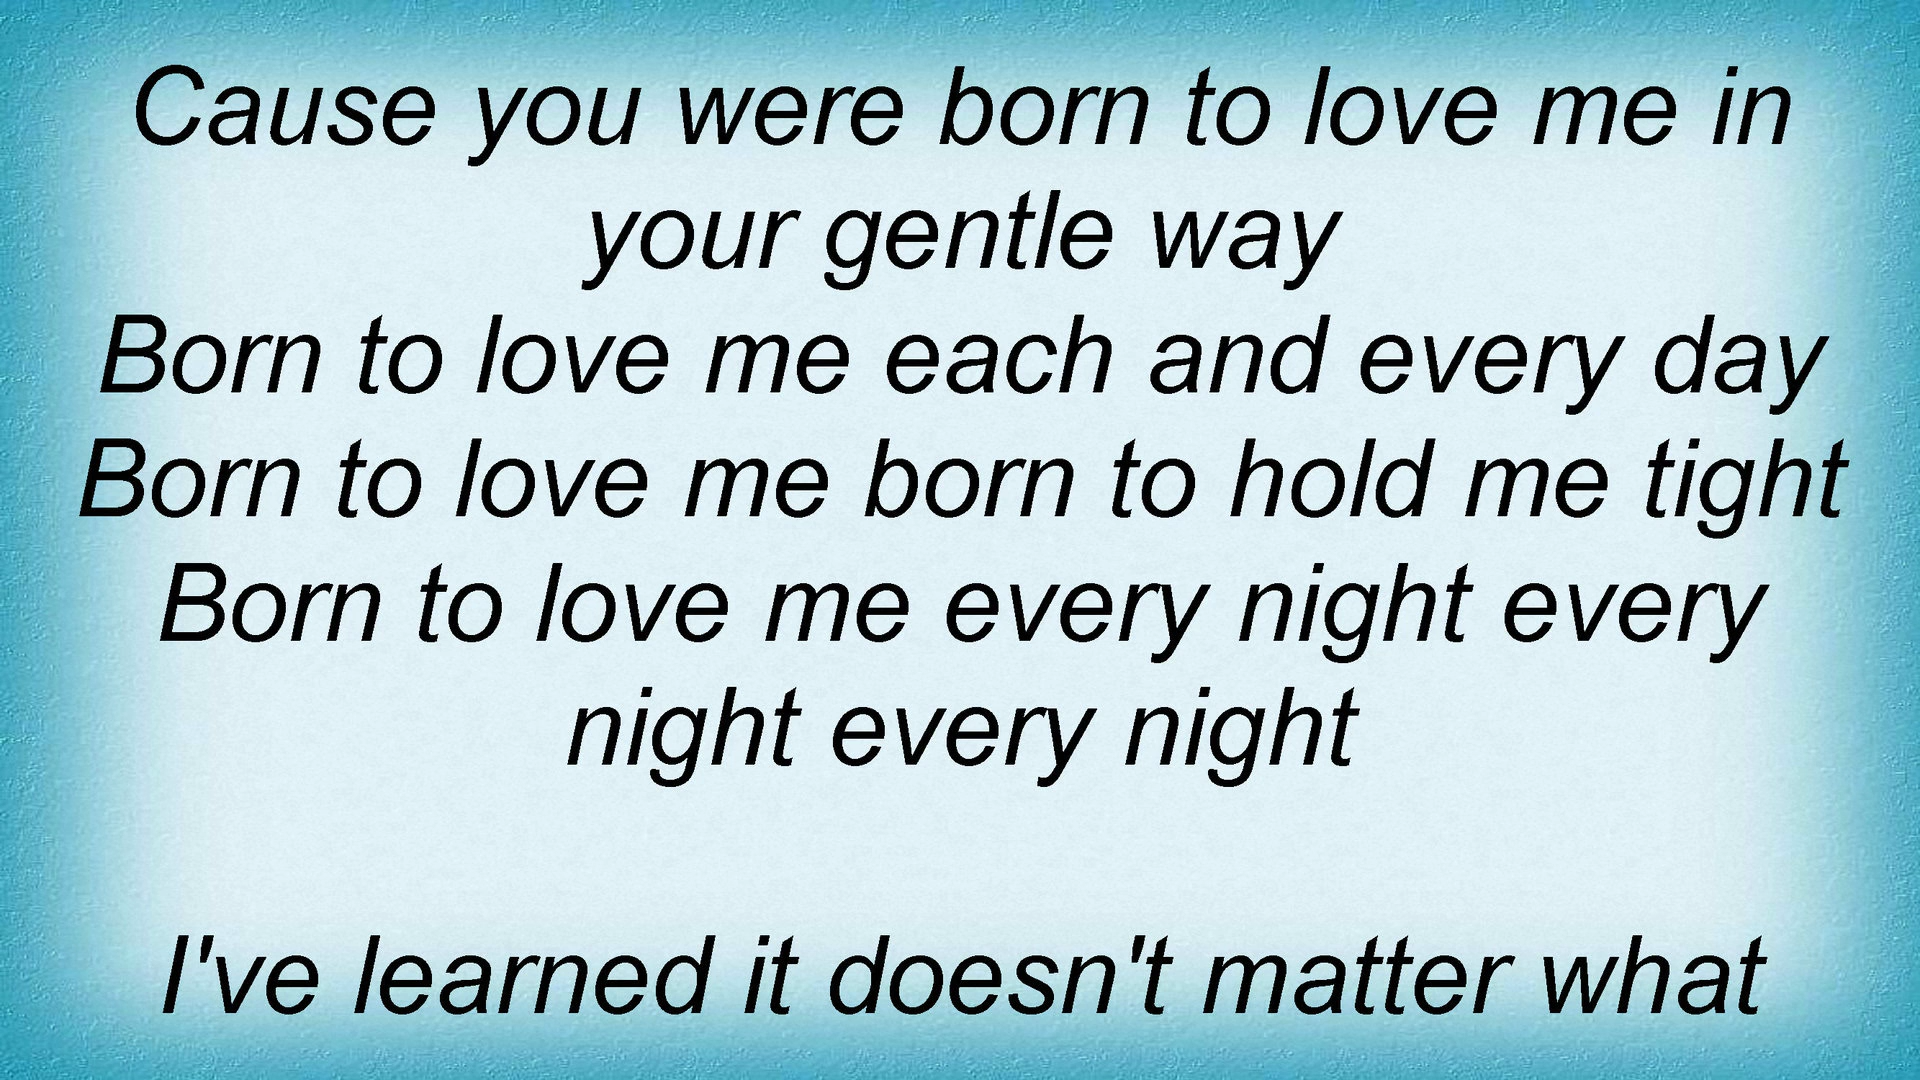 Cause you were born to love me in
your gentle way
Born to love me each and every day
Born to love me born to hold me tight
Born to love me every night every
night every night
I've learned it doesn't matter what